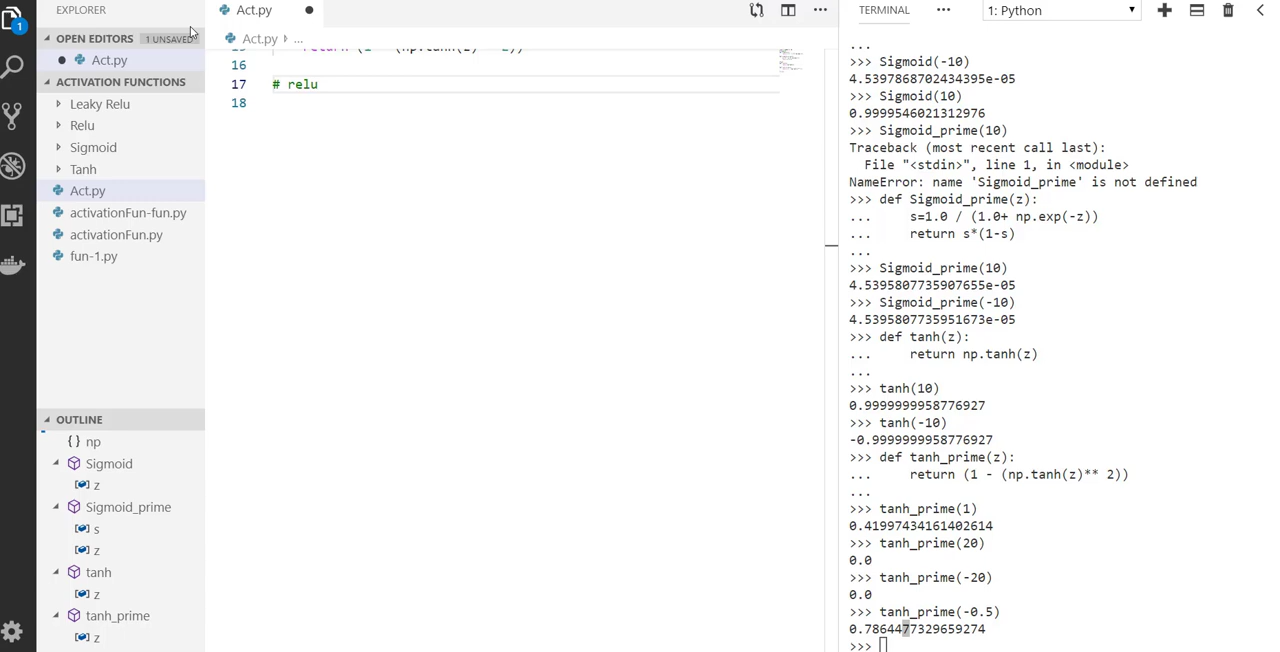 EXPLORER
OPEN EDITORS 1 UNSAVED
Act.py
ACTIVATION FUNCTIONS
Leaky Relu
Relu
Sigmoid
Tanh
Act.py
activationFun-fun.py
activationFun.py
fun-1.py
OUTLINE
{ } np
Sigmoid
z
Sigmoid_prime
s
z
tanh
z
tanh_prime
z
1
Act.py
Act.py ...
16
17 # relu
18
TERMINAL
1: Python
...
>>> Sigmoid(-10)
4.5397868702434395e-05
>>> Sigmoid(10)
0.9999546021312976
>>> Sigmoid_prime(10)
Traceback (most recent call last):
File "<stdin>", line 1, in <module>
NameError: name 'Sigmoid_prime' is not defined
>>> def Sigmoid_prime(z):
... s=1.0 / (1.0+ np.exp(-z))
... return s*(1-s)
...
>>> Sigmoid_prime(10)
4.5395807735907655e-05
>>> Sigmoid_prime(-10)
4.5395807735951673e-05
>>> def tanh(z):
... return np.tanh(z)
...
>>> tanh(10)
0.9999999958776927
>>> tanh(-10)
-0.9999999958776927
>>> def tanh_prime(z):
... return (1 - (np.tanh(z)** 2))
...
>>> tanh_prime(1)
0.41997434161402614
>>> tanh_prime(20)
0.0
>>> tanh_prime(-20)
0.0
>>> tanh_prime(-0.5)
0.7864477329659274
>>>